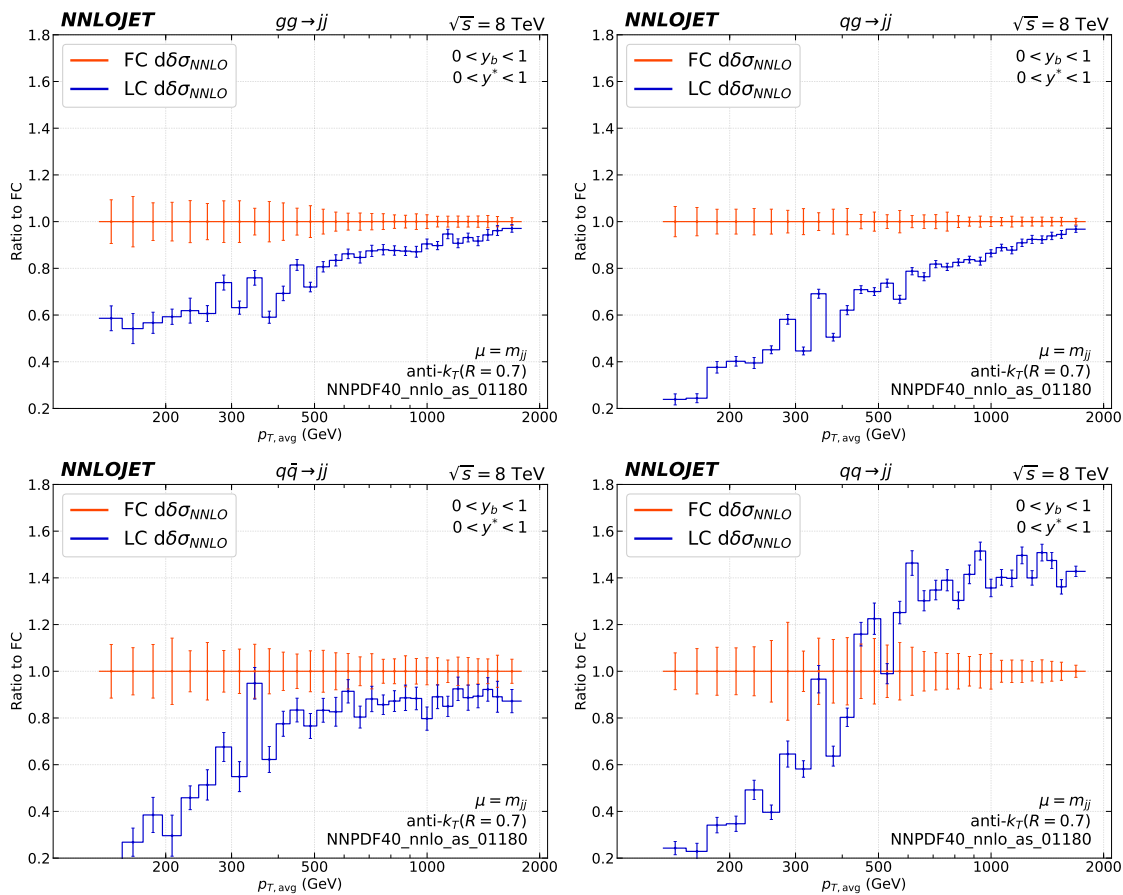 NNLOJET gg → jj √s = 8 TeV
FC dδσNNLO
LC dδσNNLO
0 < y_b < 1
0 < y* < 1
μ = m_jj
anti-k_T(R = 0.7)
NNPDF40_nnlo_as_01180
Ratio to FC
1.8
1.6
1.4
1.2
1.0
0.8
0.6
0.4
0.2
200 300 500 1000 2000
p_T,avg (GeV)
NNLOJET qg → jj √s = 8 TeV
FC dδσNNLO
LC dδσNNLO
0 < y_b < 1
0 < y* < 1
μ = m_jj
anti-k_T(R = 0.7)
NNPDF40_nnlo_as_01180
Ratio to FC
1.8
1.6
1.4
1.2
1.0
0.8
0.6
0.4
0.2
200 300 500 1000 2000
p_T,avg (GeV)
NNLOJET qq̄ → jj √s = 8 TeV
FC dδσNNLO
LC dδσNNLO
0 < y_b < 1
0 < y* < 1
μ = m_jj
anti-k_T(R = 0.7)
NNPDF40_nnlo_as_01180
Ratio to FC
1.8
1.6
1.4
1.2
1.0
0.8
0.6
0.4
0.2
200 300 500 1000 2000
p_T,avg (GeV)
NNLOJET qq → jj √s = 8 TeV
FC dδσNNLO
LC dδσNNLO
0 < y_b < 1
0 < y* < 1
μ = m_jj
anti-k_T(R = 0.7)
NNPDF40_nnlo_as_01180
Ratio to FC
1.8
1.6
1.4
1.2
1.0
0.8
0.6
0.4
0.2
200 300 500 1000 2000
p_T,avg (GeV)